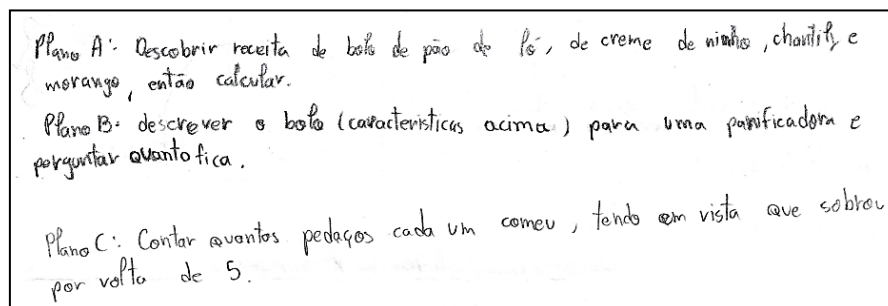 Plano A: Descobrir receita de bolo de pão de ló, de creme de ninho, chantily e
morango, então calcular.
Plano B: descrever o bolo (caracteristicas acima) para uma panificadora e
perguntar quanto fica.
Plano C: Contar quantos pedaços cada um comeu, tendo em vista que sobrou
por volta de 5.